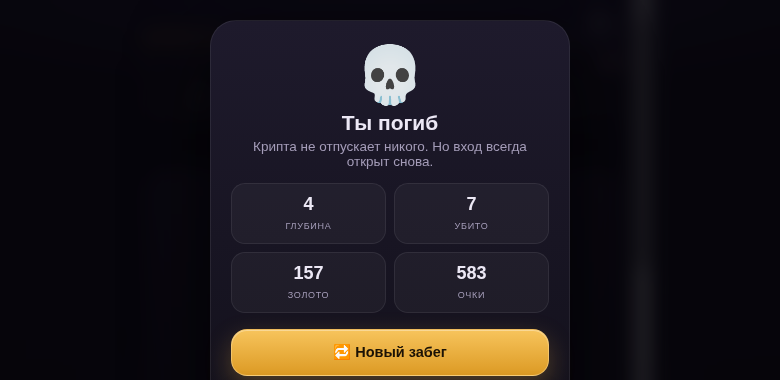 Ты погиб
Крипта не отпускает никого. Но вход всегда
открыт снова.
4
ГЛУБИНА
7
УБИТО
157
ЗОЛОТО
583
ОЧКИ
Новый забег